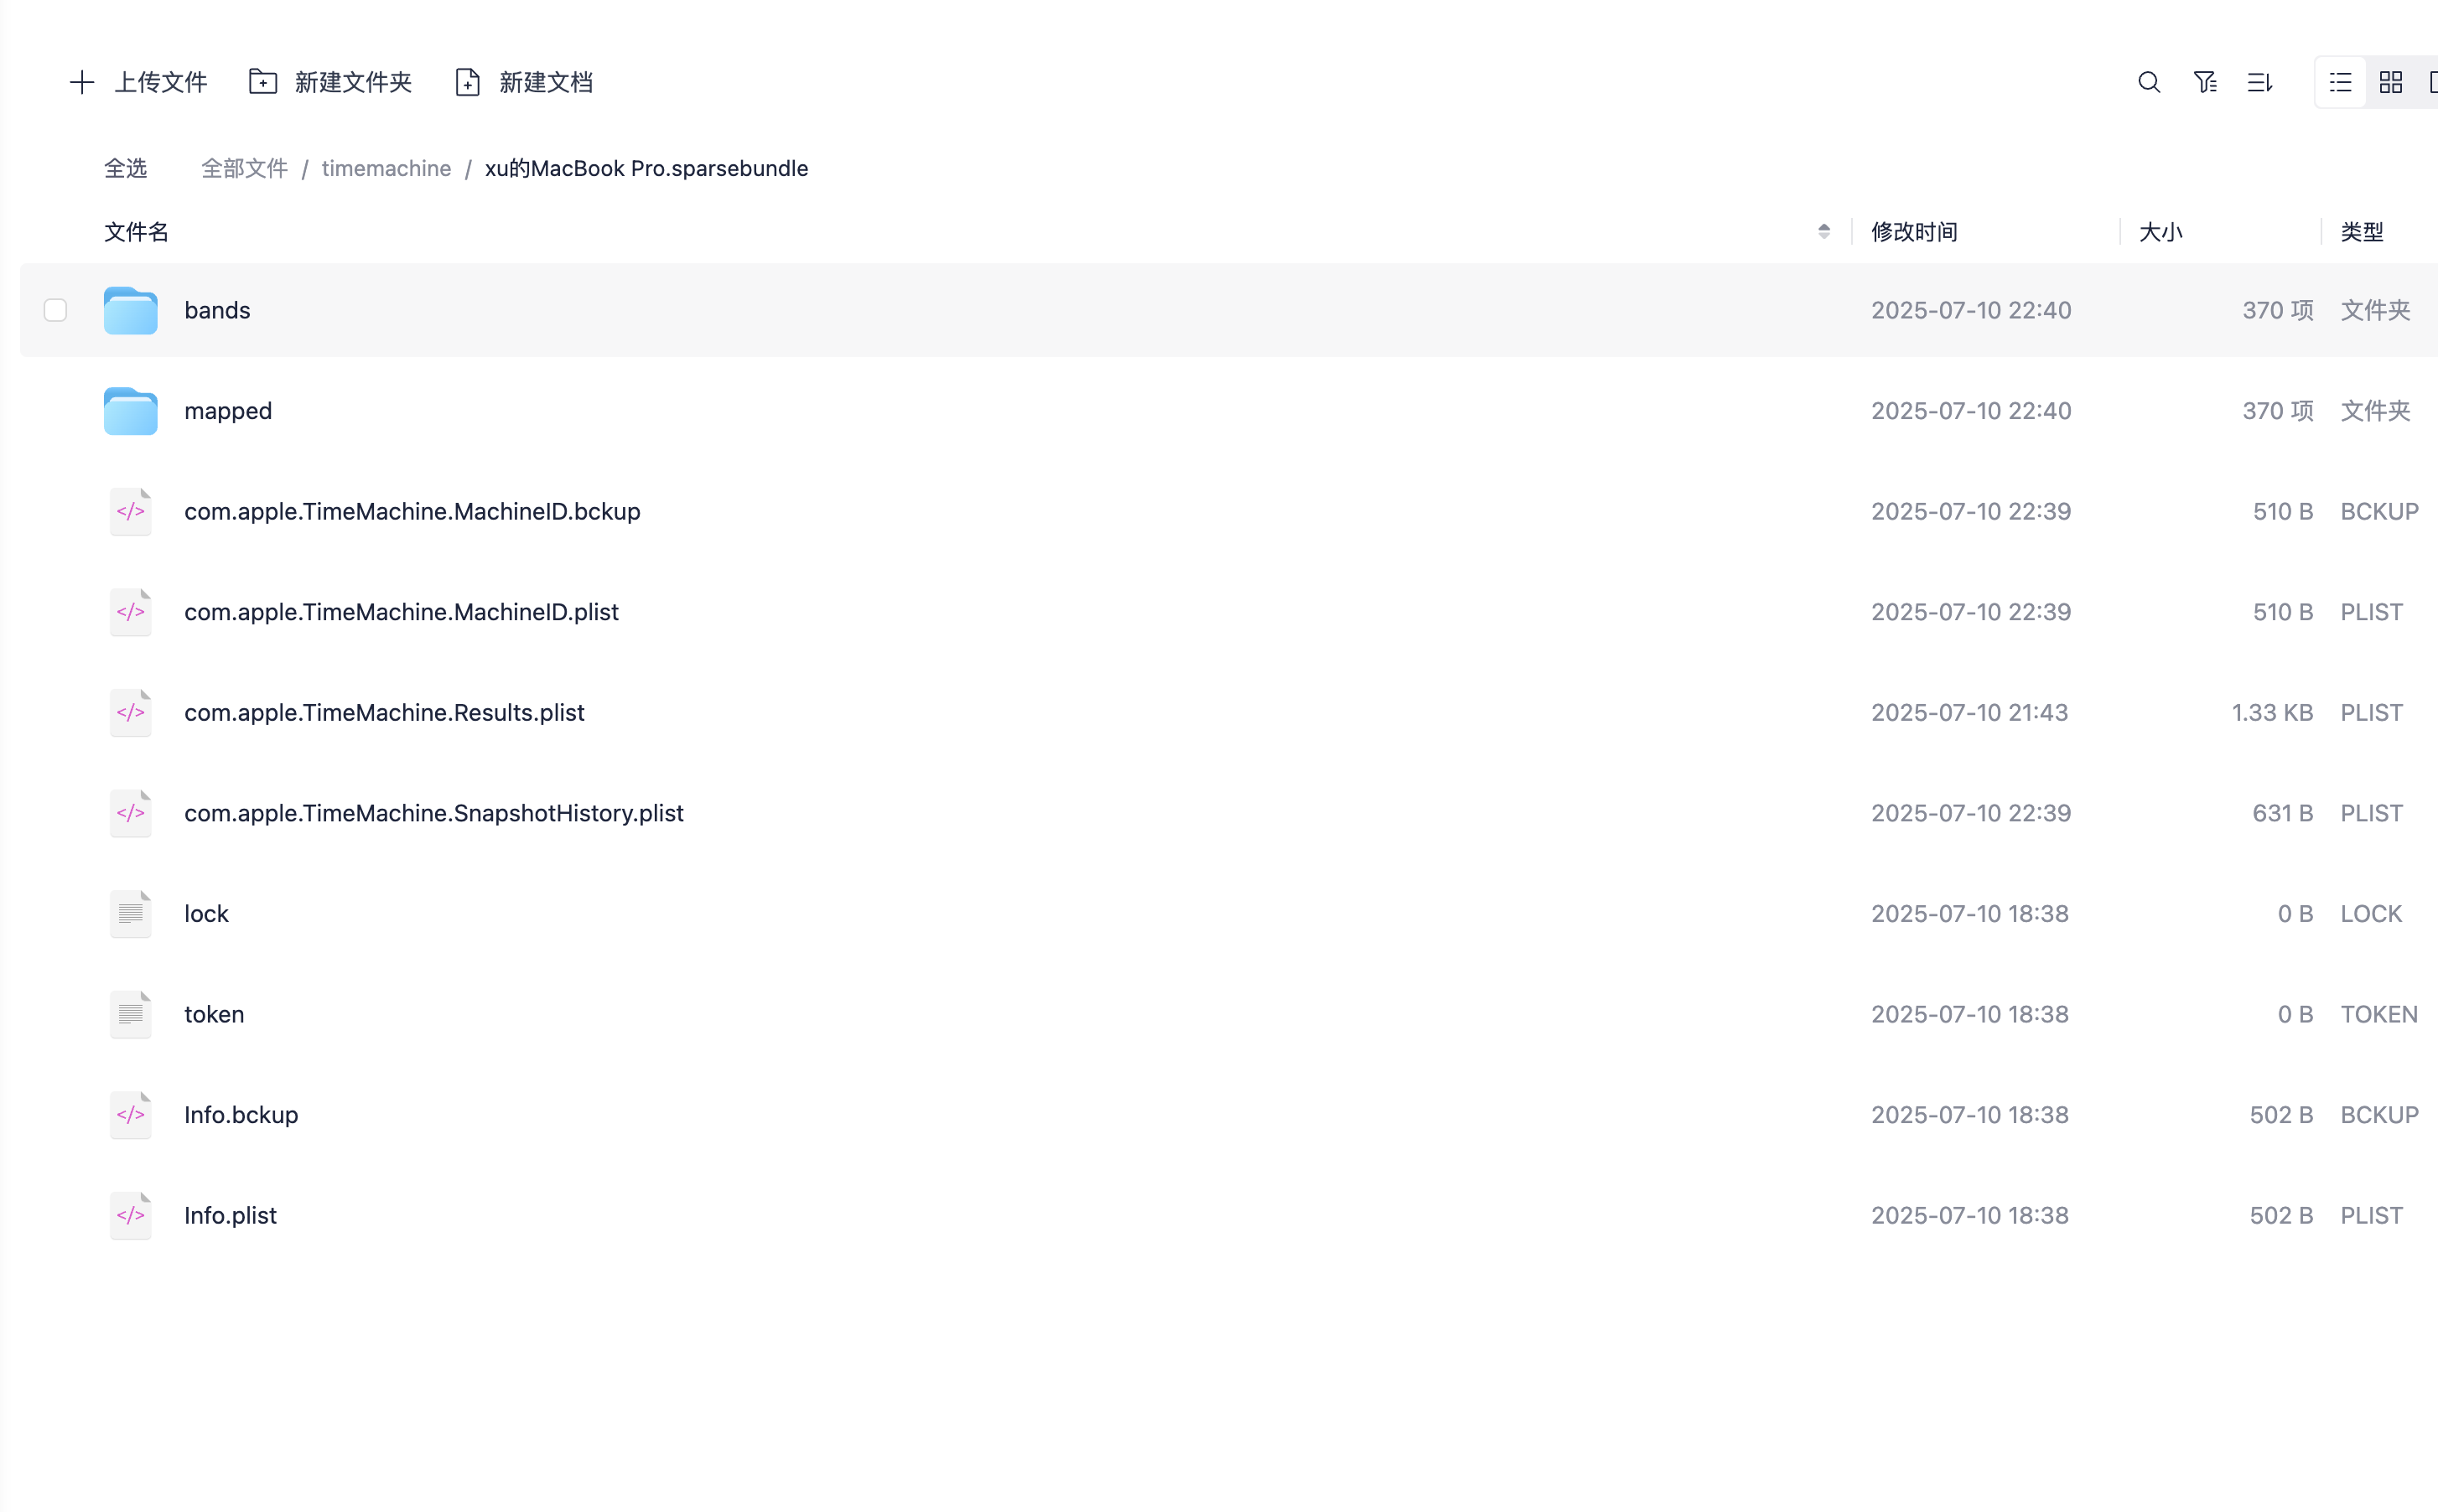 上传文件 新建文件夹 新建文档
全选 全部文件 / timemachine / xu的MacBook Pro.sparsebundle
文件名 修改时间 大小 类型
bands 2025-07-10 22:40 370 项 文件夹
mapped 2025-07-10 22:40 370 项 文件夹
com.apple.TimeMachine.MachineID.bckup 2025-07-10 22:39 510 B BCKUP
com.apple.TimeMachine.MachineID.plist 2025-07-10 22:39 510 B PLIST
com.apple.TimeMachine.Results.plist 2025-07-10 21:43 1.33 KB PLIST
com.apple.TimeMachine.SnapshotHistory.plist 2025-07-10 22:39 631 B PLIST
lock 2025-07-10 18:38 0 B LOCK
token 2025-07-10 18:38 0 B TOKEN
Info.bckup 2025-07-10 18:38 502 B BCKUP
Info.plist 2025-07-10 18:38 502 B PLIST